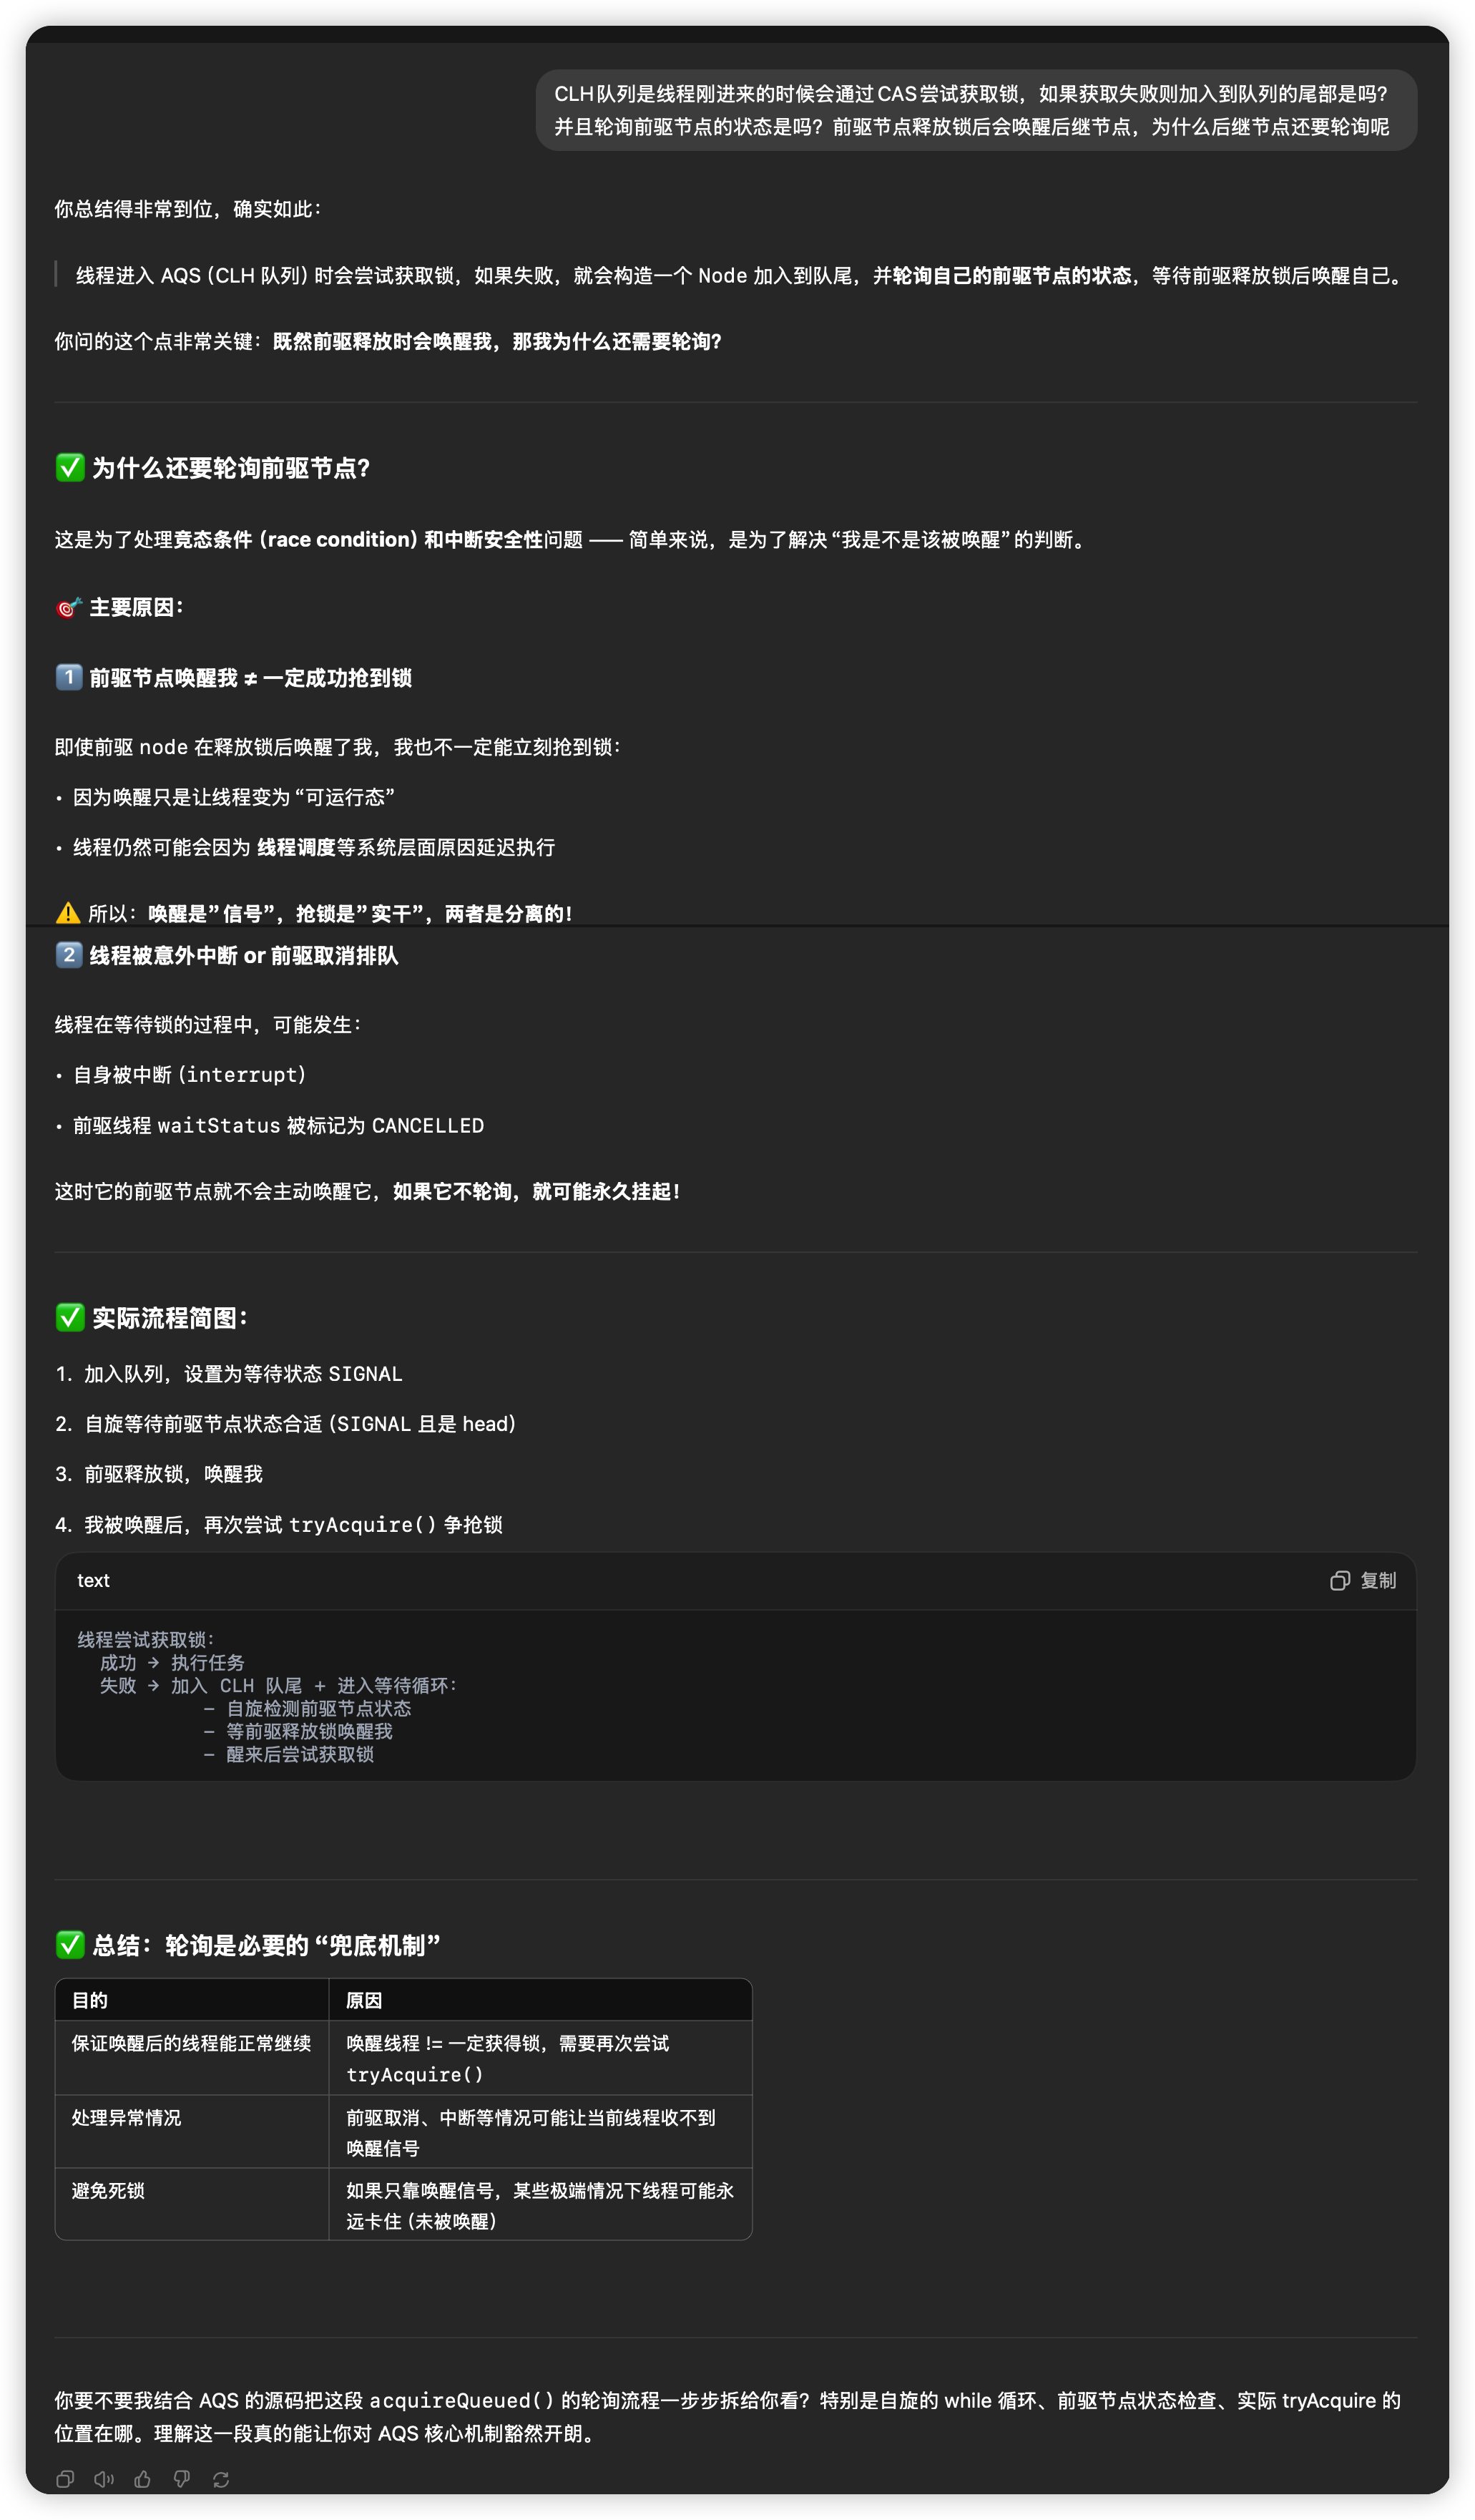 CLH队列是线程刚进来的时候会通过CAS尝试获取锁，如果获取失败则加入到队列的尾部是吗？
并且轮询前驱节点的状态是吗？前驱节点释放锁后会唤醒后继节点，为什么后继节点还要轮询呢
你总结得非常到位，确实如此：
线程进入 AQS（CLH 队列）时会尝试获取锁，如果失败，就会构造一个 Node 加入到队尾，并轮询自己的前驱节点的状态，等待前驱释放锁后唤醒自己。
你问的这个点非常关键：既然前驱释放时会唤醒我，那我为什么还需要轮询？
✅ 为什么还要轮询前驱节点？
这是为了处理竞态条件（race condition）和中断安全性问题 —— 简单来说，是为了解决“我是不是该被唤醒”的判断。
🎯 主要原因：
1️⃣ 前驱节点唤醒我 ≠ 一定成功抢到锁
即使前驱 node 在释放锁后唤醒了我，我也不一定能立刻抢到锁：
• 因为唤醒只是让线程变为“可运行态”
• 线程仍然可能会因为 线程调度等系统层面原因延迟执行
⚠️ 所以：唤醒是”信号”，抢锁是”实干”，两者是分离的！
2️⃣ 线程被意外中断 or 前驱取消排队
线程在等待锁的过程中，可能发生：
• 自身被中断（interrupt）
• 前驱线程 waitStatus 被标记为 CANCELLED
这时它的前驱节点就不会主动唤醒它，如果它不轮询，就可能永久挂起！
✅ 实际流程简图：
1. 加入队列，设置为等待状态 SIGNAL
2. 自旋等待前驱节点状态合适（SIGNAL 且是 head）
3. 前驱释放锁，唤醒我
4. 我被唤醒后，再次尝试 tryAcquire() 争抢锁
text 复制
线程尝试获取锁：
成功 → 执行任务
失败 → 加入 CLH 队尾 + 进入等待循环：
— 自旋检测前驱节点状态
— 等前驱释放锁唤醒我
— 醒来后尝试获取锁
✅ 总结：轮询是必要的“兜底机制”
目的 原因
保证唤醒后的线程能正常继续 唤醒线程 != 一定获得锁，需要再次尝试
tryAcquire()
处理异常情况 前驱取消、中断等情况可能让当前线程收不到
唤醒信号
避免死锁 如果只靠唤醒信号，某些极端情况下线程可能永
远卡住（未被唤醒）
你要不要我结合 AQS 的源码把这段 acquireQueued() 的轮询流程一步步拆给你看？特别是自旋的 while 循环、前驱节点状态检查、实际 tryAcquire 的
位置在哪。理解这一段真的能让你对 AQS 核心机制豁然开朗。